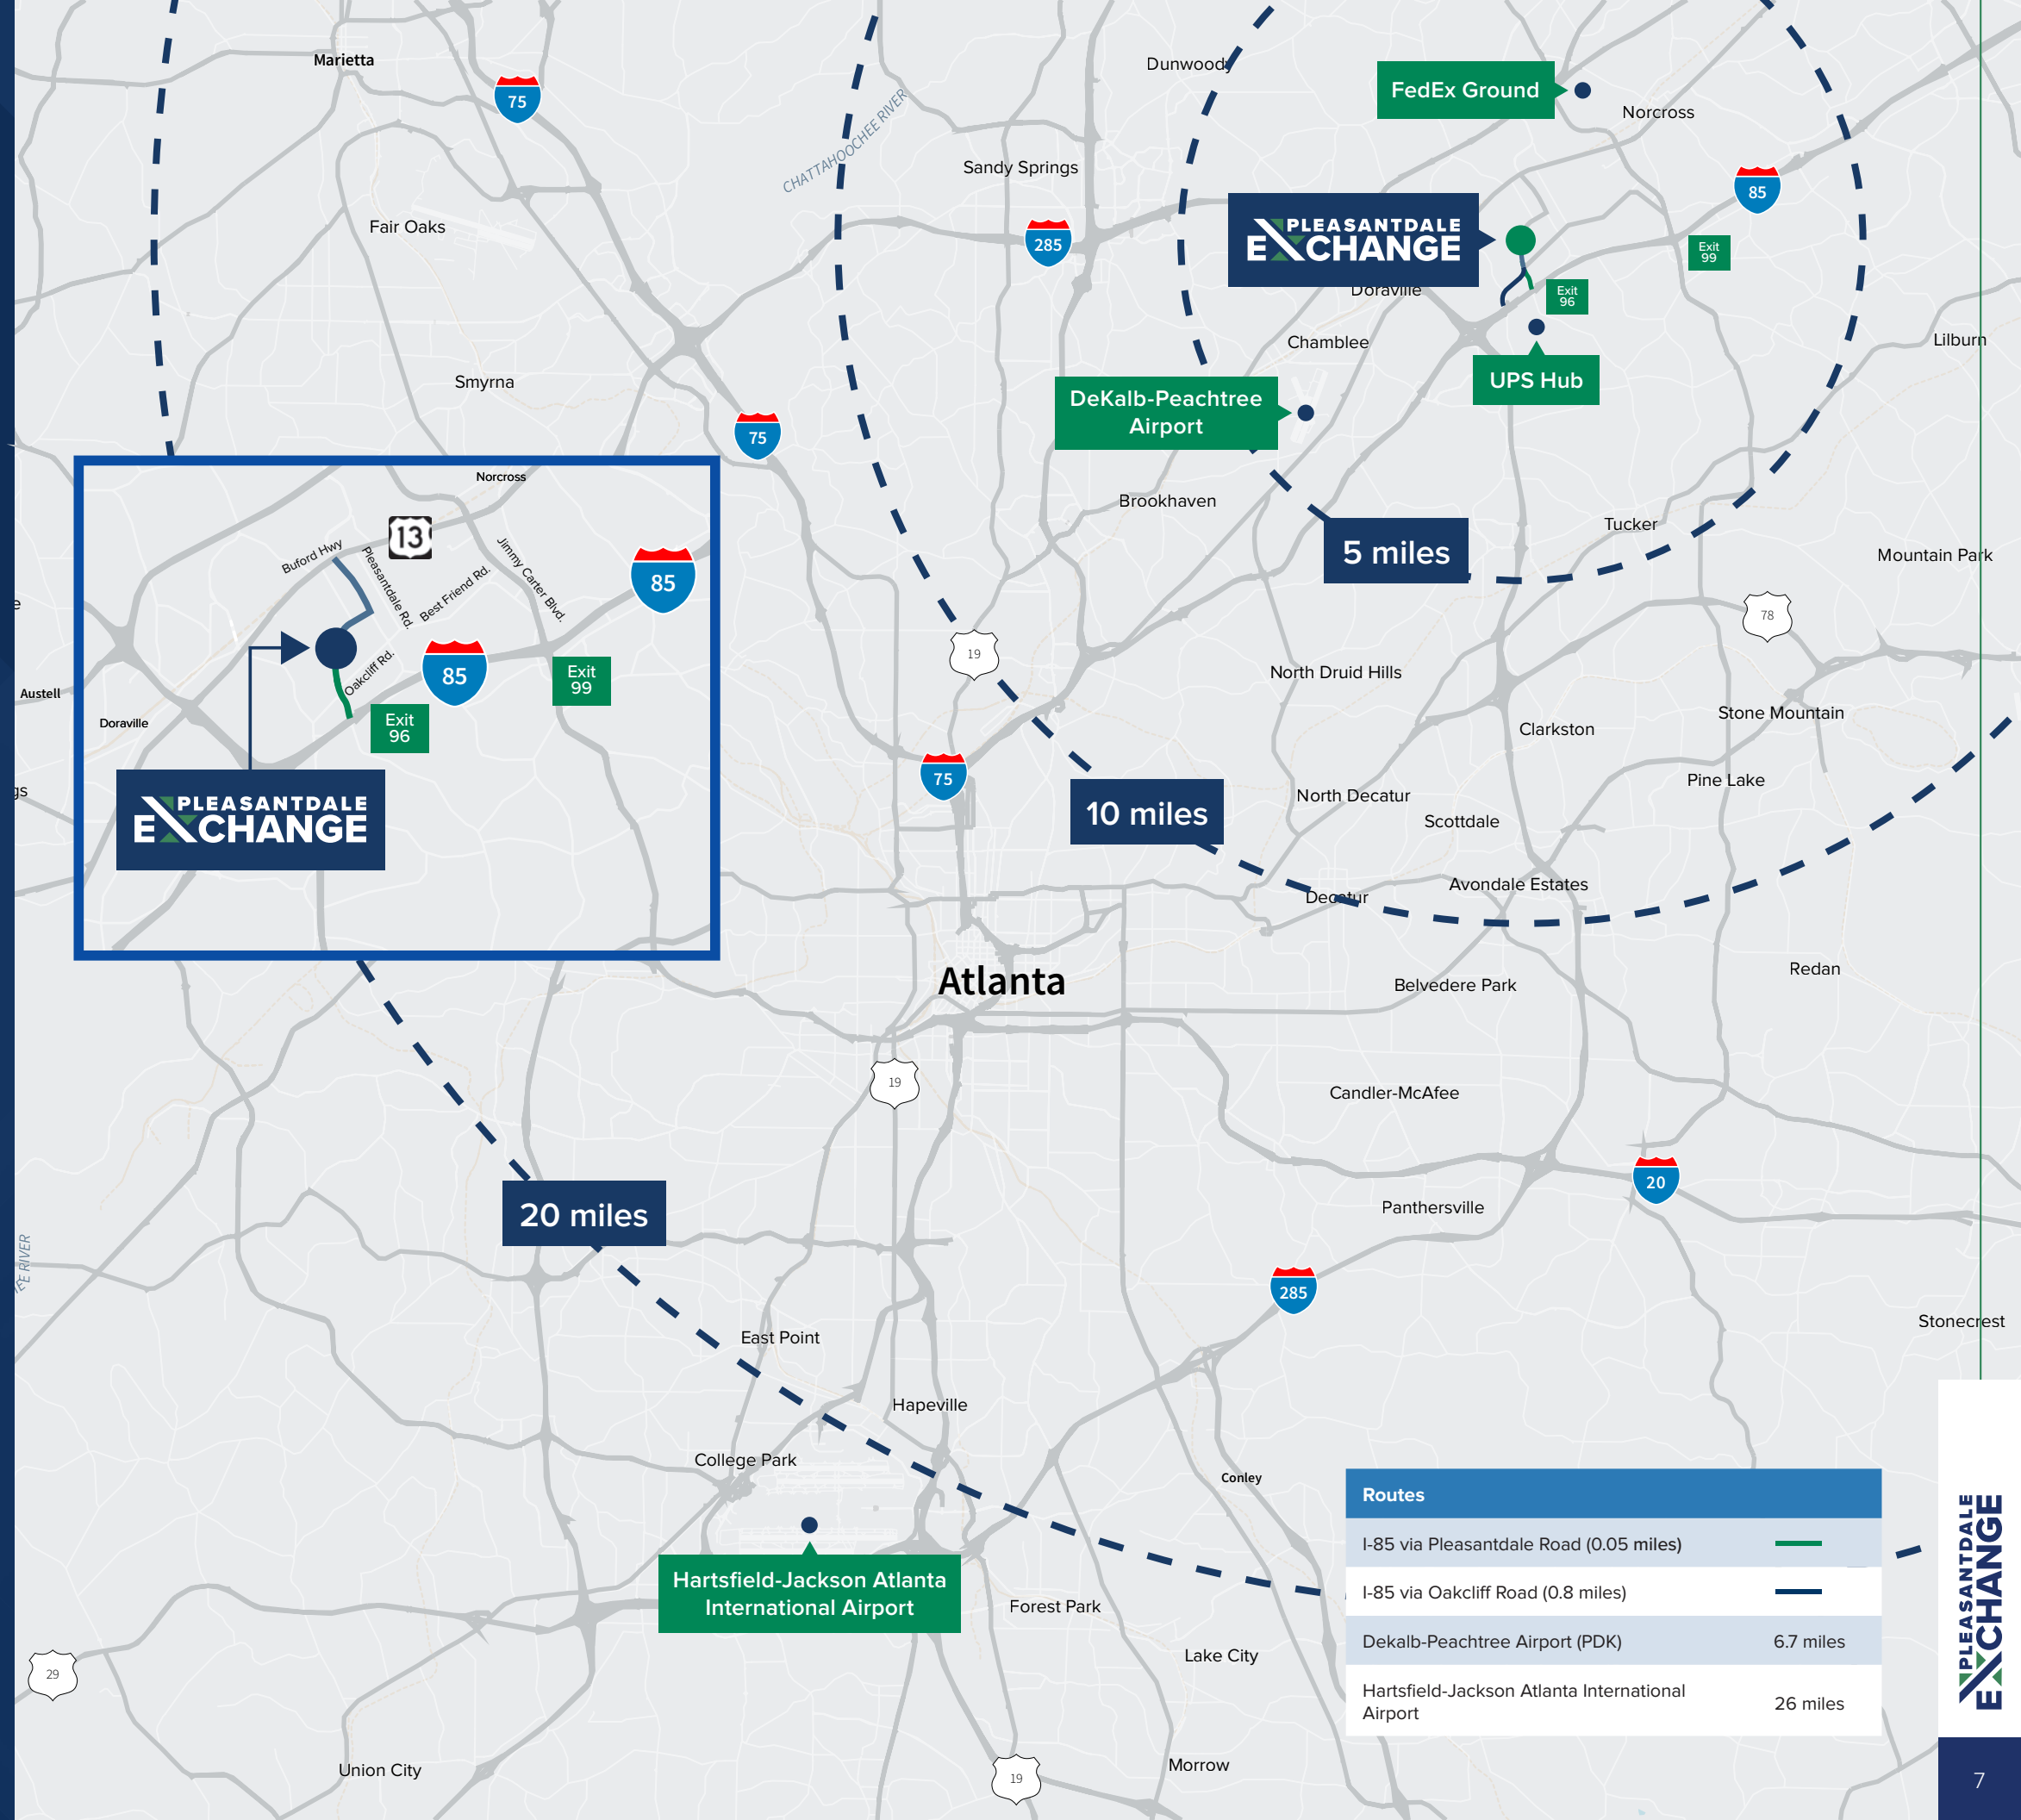 Marietta
75
Dunwoody
FedEx Ground
Norcross
CHATTAHOOCHEE RIVER
Sandy Springs
85
Fair Oaks
285
PLEASANTDALE
EXCHANGE
Exit
99
Doraville
Exit
96
Chamblee
Lilburn
Smyrna
UPS Hub
DeKalb-Peachtree
Airport
75
Norcross
13
Buford Hwy
Pleasantdale Rd.
Best Friend Rd.
Jimmy Carter Blvd.
85
Oakcliff Rd.
85
Exit
99
Exit
96
Doraville
PLEASANTDALE
EXCHANGE
Austell
Brookhaven
5 miles
Tucker
Mountain Park
78
19
North Druid Hills
Stone Mountain
Clarkston
75
10 miles
Pine Lake
North Decatur
Scottdale
Decatur
Avondale Estates
Atlanta
Redan
Belvedere Park
19
Candler-McAfee
20
20 miles
Panthersville
285
E RIVER
Stonecrest
East Point
Hapeville
College Park
Conley
Hartsfield-Jackson Atlanta
International Airport
Forest Park
Lake City
29
Union City
19
Morrow
Routes
I-85 via Pleasantdale Road (0.05 miles)
I-85 via Oakcliff Road (0.8 miles)
Dekalb-Peachtree Airport (PDK) 6.7 miles
Hartsfield-Jackson Atlanta International
Airport 26 miles
PLEASANTDALE
EXCHANGE
7